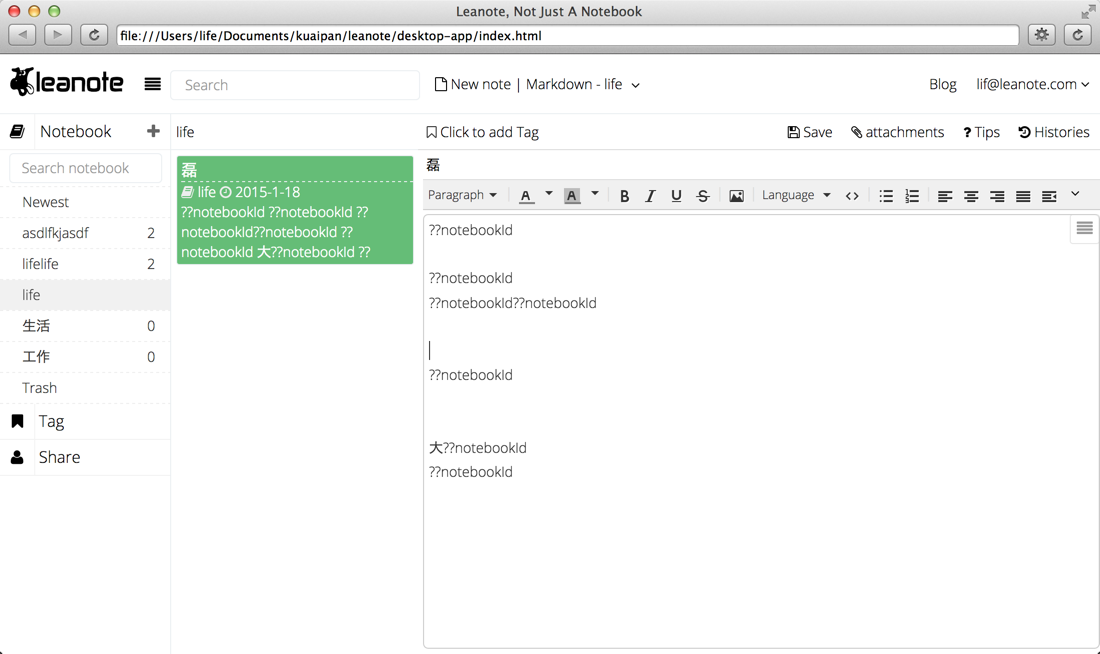 Leanote, Not Just A Notebook
file:///Users/life/Documents/kuaipan/leanote/desktop-app/index.html
leanote
Search
New note | Markdown - life
Blog
lif@leanote.com
Notebook
life
Click to add Tag
Save
attachments
? Tips
Histories
Search notebook
Newest
asdlfkjasdf 2
lifelife 2
life
生活 0
工作 0
Trash
Tag
Share
磊
life 2015-1-18
??notebookId ??notebookId ??
notebookId??notebookId ??
notebookId 大??notebookId ??
磊
Paragraph A A B I U S Language <>
??notebookId
??notebookId
??notebookId??notebookId
??notebookId
大??notebookId
??notebookId